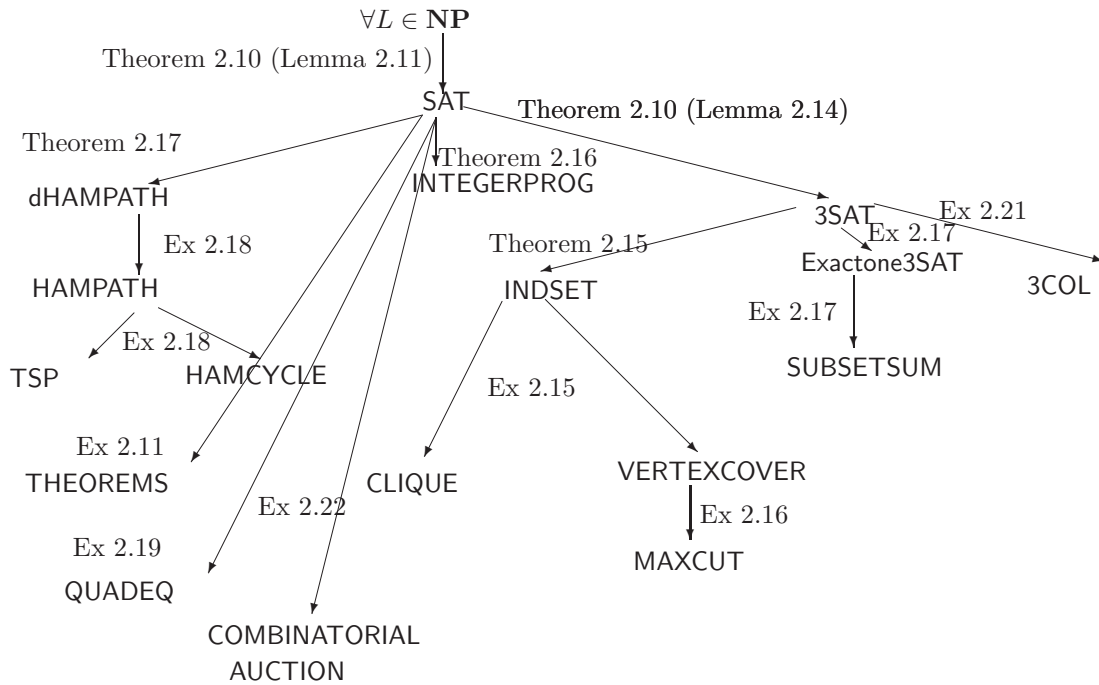 ∀L ∈ NP
Theorem 2.10 (Lemma 2.11)
SAT
Theorem 2.10 (Lemma 2.14)
Theorem 2.17
Theorem 2.16
INTEGERPROG
dHAMPATH
3SAT
Ex 2.21
Ex 2.17
Ex 2.18
Theorem 2.15
Exactone3SAT
HAMPATH
INDSET
3COL
Ex 2.17
Ex 2.18
TSP
HAMCYCLE
SUBSETSUM
Ex 2.15
Ex 2.11
THEOREMS
CLIQUE
VERTEXCOVER
Ex 2.22
Ex 2.16
Ex 2.19
MAXCUT
QUADEQ
COMBINATORIAL
AUCTION